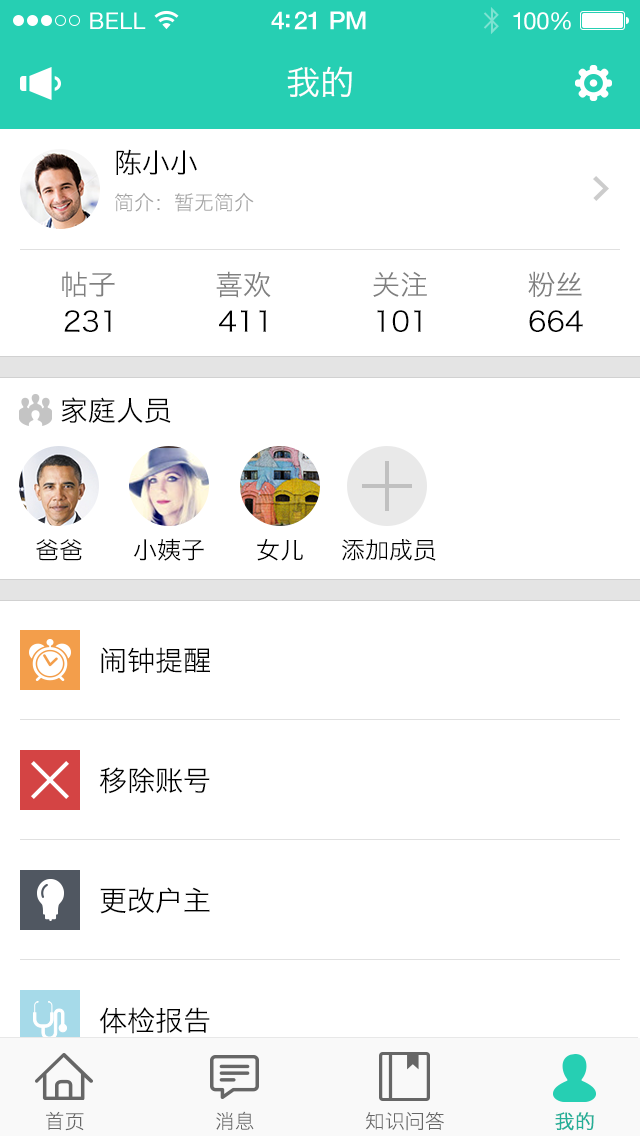 BELL 4:21 PM 100%
我的
陈小小
简介：暂无简介
帖子 喜欢 关注 粉丝
231 411 101 664
家庭人员
爸爸 小姨子 女儿 添加成员
闹钟提醒
移除账号
更改户主
体检报告
首页 消息 知识问答 我的